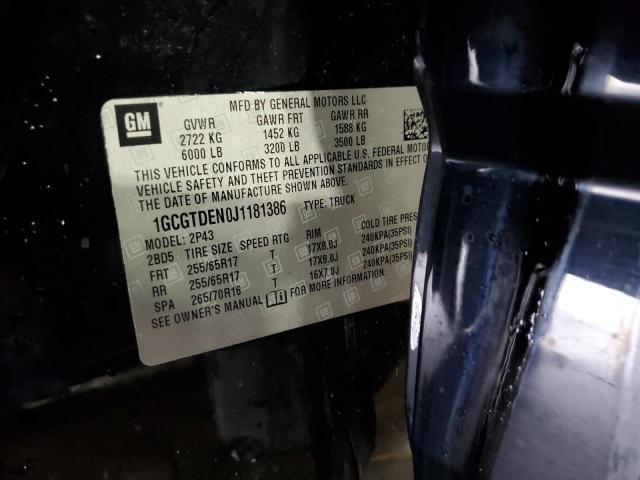 GM
MFD BY GENERAL MOTORS LLC
GVWR GAWR FRT GAWR RR
2722 KG 1452 KG 1588 KG
6000 LB 3200 LB 3500 LB
THIS VEHICLE CONFORMS TO ALL APPLICABLE U.S. FEDERAL MOTOR
VEHICLE SAFETY AND THEFT PREVENTION STANDARDS IN EFFECT O
THE DATE OF MANUFACTURE SHOWN ABOVE.
1GCGTDEN0J1181386 TYPE: TRUCK
MODEL: 2P43
2BD5 TIRE SIZE SPEED RTG RIM COLD TIRE PRES
FRT 255/65R17 T 17X8.0J 240KPA(35PSI)
RR 255/65R17 T 17X8.0J 240KPA(35PSI)
SPA 265/70R16 T 16X7.0J 240KPA(35PSI)
SEE OWNER'S MANUAL FOR MORE INFORMATION.